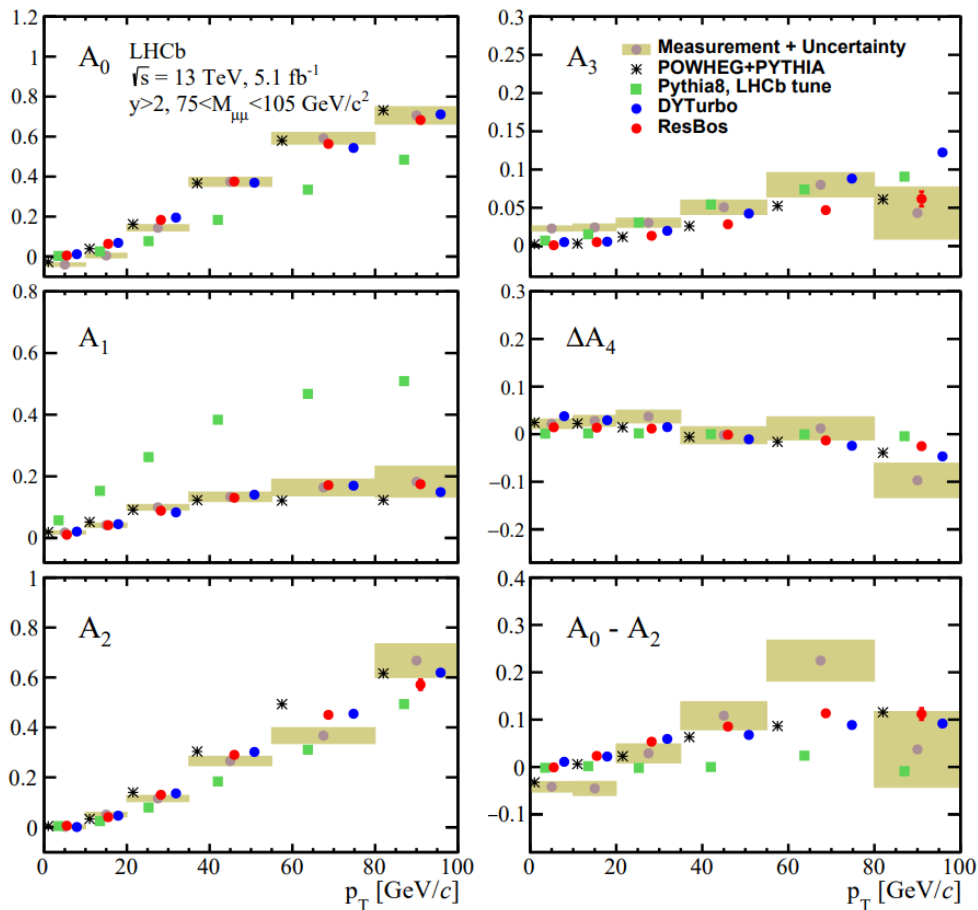 1.2
1
0.8
0.6
0.4
0.2
0
A₀
LHCb
√s = 13 TeV, 5.1 fb⁻¹
y>2, 75<M_μμ<105 GeV/c²
0.3
0.25
0.2
0.15
0.1
0.05
0
A₃
Measurement + Uncertainty
POWHEG+PYTHIA
Pythia8, LHCb tune
DYTurbo
ResBos
0.8
0.6
0.4
0.2
0
A₁
0.3
0.2
0.1
0
−0.1
−0.2
ΔA₄
1
0.8
0.6
0.4
0.2
0
A₂
0 20 40 60 80 100
p_T [GeV/c]
0.4
0.3
0.2
0.1
0
−0.1
A₀ - A₂
0 20 40 60 80 100
p_T [GeV/c]